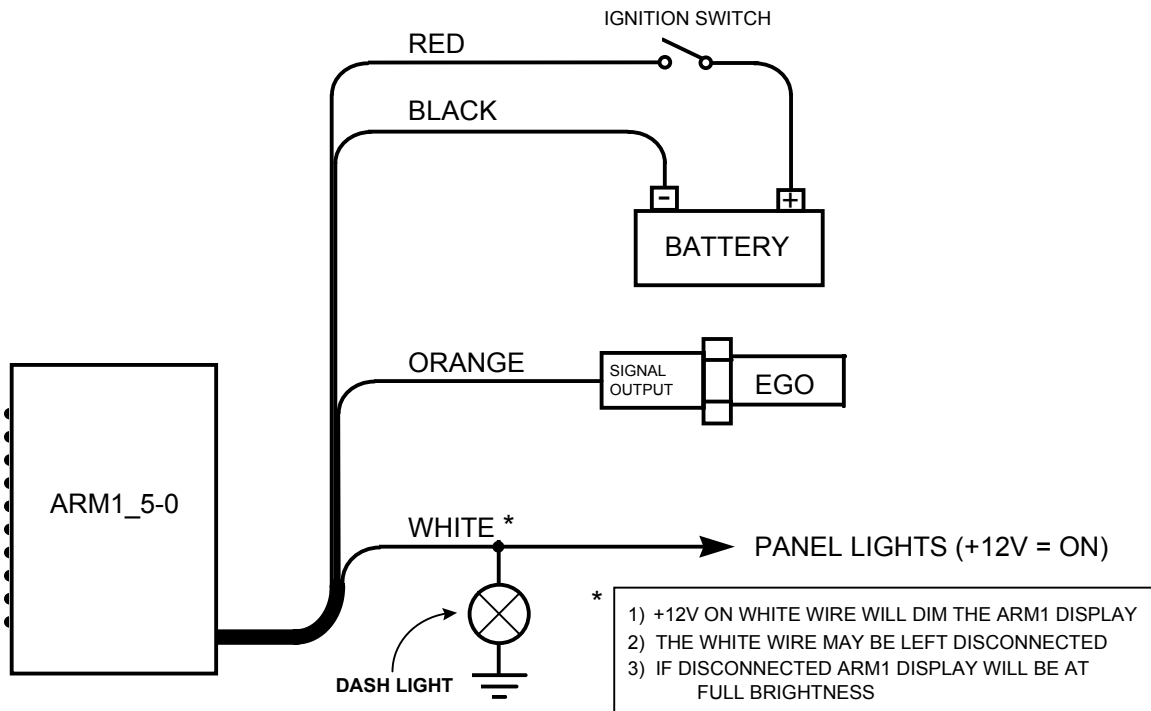 IGNITION SWITCH
RED
BLACK
- +
BATTERY
ORANGE
SIGNAL
OUTPUT
EGO
ARM1_5-0
WHITE *
PANEL LIGHTS (+12V = ON)
DASH LIGHT
*
1) +12V ON WHITE WIRE WILL DIM THE ARM1 DISPLAY
2) THE WHITE WIRE MAY BE LEFT DISCONNECTED
3) IF DISCONNECTED ARM1 DISPLAY WILL BE AT
FULL BRIGHTNESS